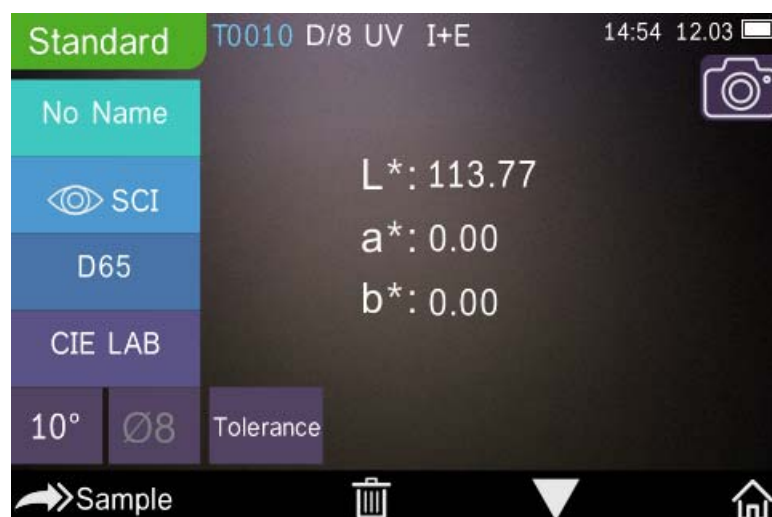 Standard T0010 D/8 UV I+E 14:54 12.03
No Name
SCI
D65
CIE LAB
10° Ø8 Tolerance
L*: 113.77
a*: 0.00
b*: 0.00
Sample